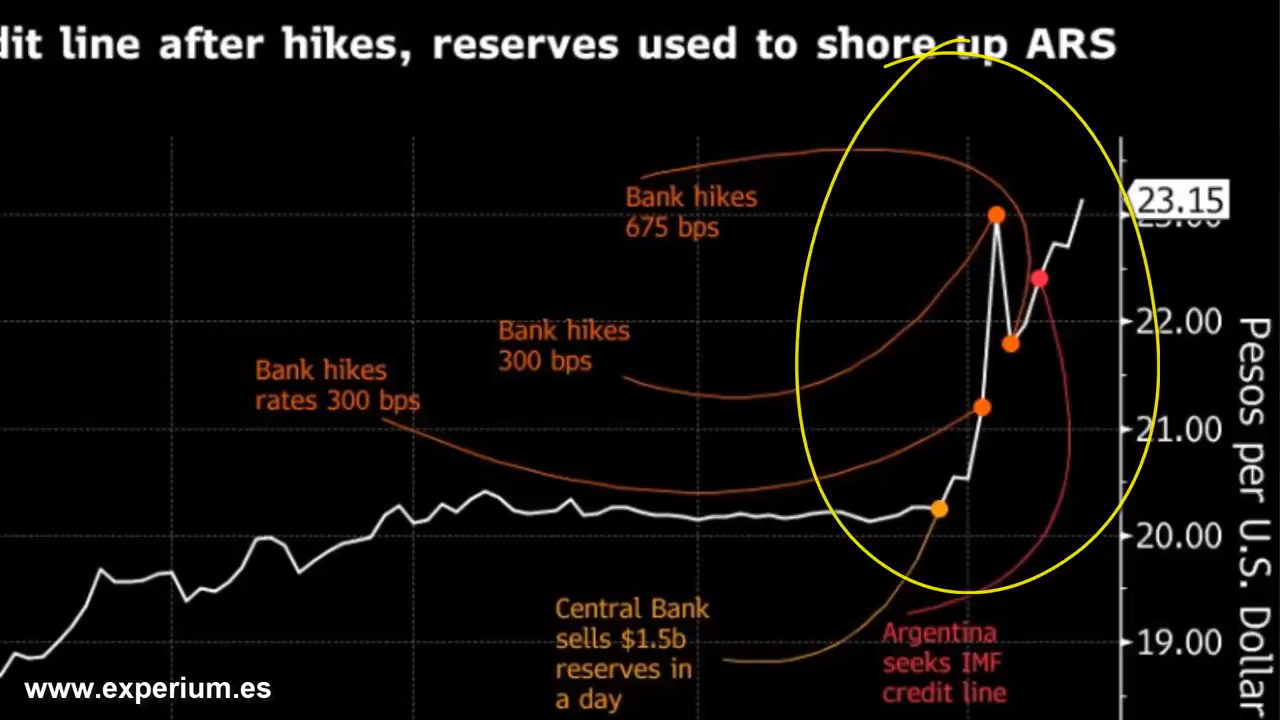 dit line after hikes, reserves used to shore up ARS
Bank hikes
675 bps
23.15
23.00
Bank hikes
300 bps
22.00
Bank hikes
rates 300 bps
21.00
20.00
Central Bank
sells $1.5b
reserves in
a day
Argentina
seeks IMF
credit line
19.00
Pesos per U.S. Dollar
www.experium.es